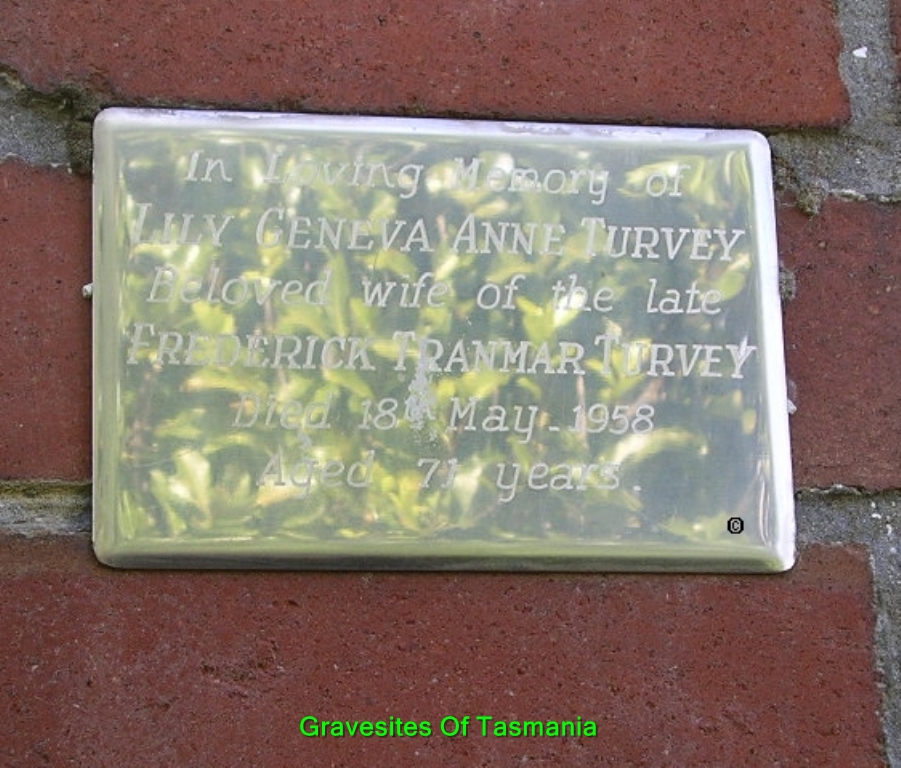 In Loving Memory of
LILY GENEVA ANNE TURVEY
Beloved wife of the late
FREDERICK TRANMAR TURVEY
Died 18th May - 1958
Aged 71 years.
©
Gravesites Of Tasmania